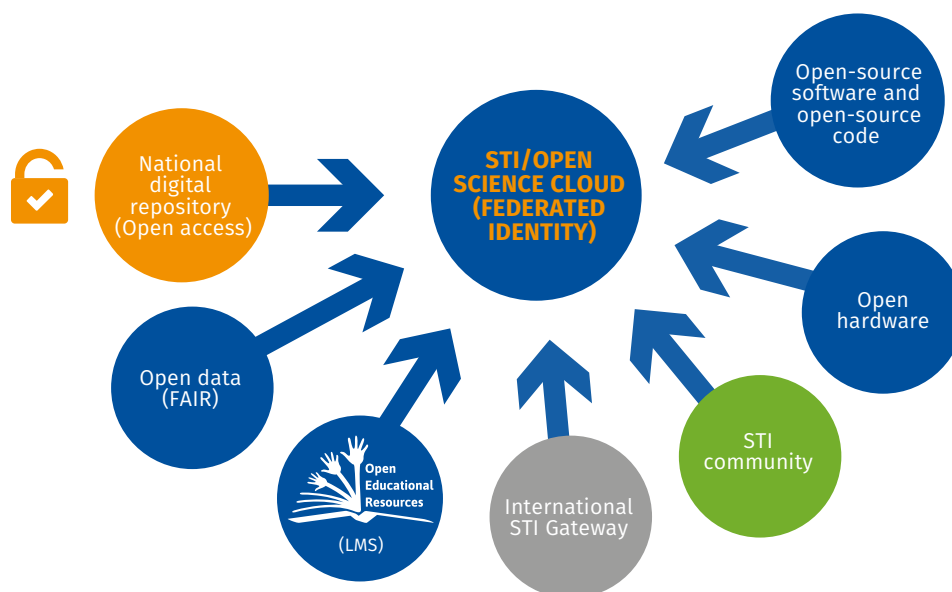 National
digital
repository
(Open access)
STI/OPEN
SCIENCE CLOUD
(FEDERATED
IDENTITY)
Open-source
software and
open-source
code
Open
hardware
STI
community
International
STI Gateway
Open
Educational
Resources
(LMS)
Open data
(FAIR)